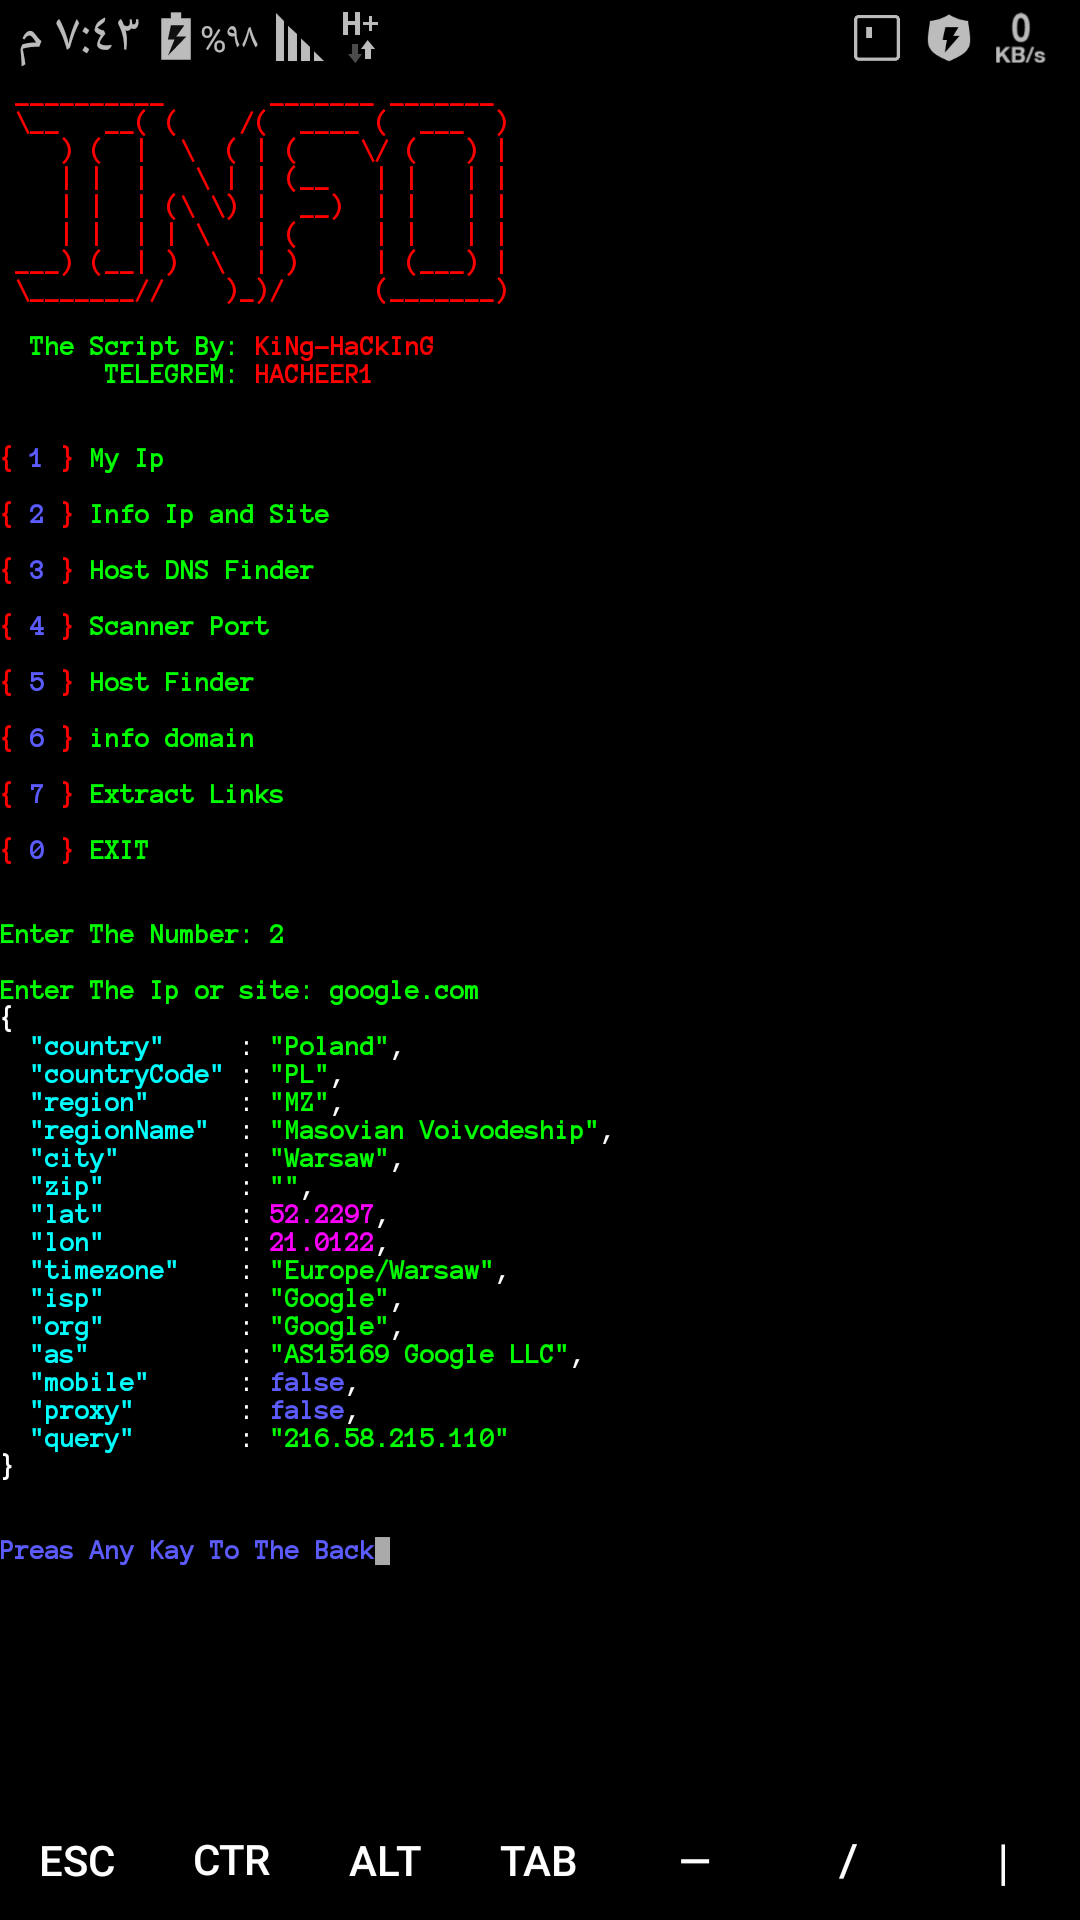 م ٧:٤٣ %٩٨ H+ 0 KB/s
INFO
The Script By: KiNg-HaCkInG
TELEGREM: HACHEER1
{ 1 } My Ip
{ 2 } Info Ip and Site
{ 3 } Host DNS Finder
{ 4 } Scanner Port
{ 5 } Host Finder
{ 6 } info domain
{ 7 } Extract Links
{ 0 } EXIT
Enter The Number: 2
Enter The Ip or site: google.com
{
"country" : "Poland",
"countryCode" : "PL",
"region" : "MZ",
"regionName" : "Masovian Voivodeship",
"city" : "Warsaw",
"zip" : "",
"lat" : 52.2297,
"lon" : 21.0122,
"timezone" : "Europe/Warsaw",
"isp" : "Google",
"org" : "Google",
"as" : "AS15169 Google LLC",
"mobile" : false,
"proxy" : false,
"query" : "216.58.215.110"
}
Preas Any Kay To The Back
ESC CTR ALT TAB — / |